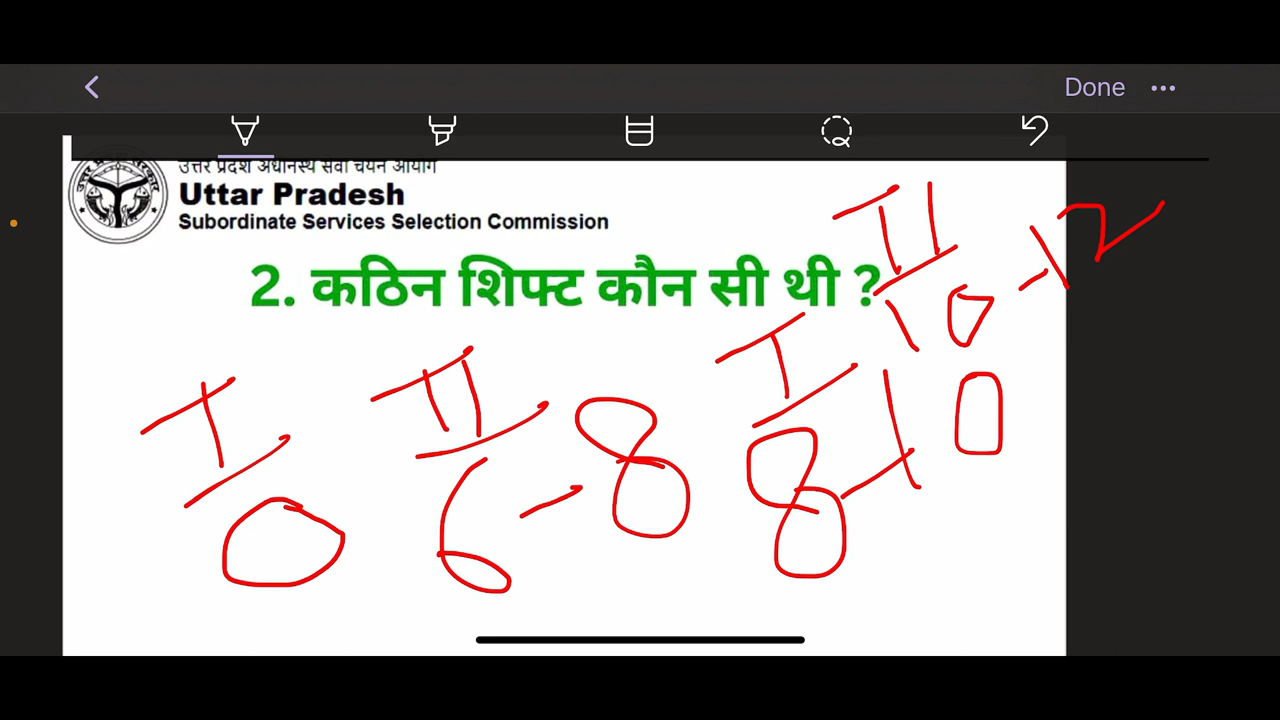 Done
उत्तर प्रदेश अधीनस्थ सेवा चयन आयोग
Uttar Pradesh
Subordinate Services Selection Commission
2. कठिन शिफ्ट कौन सी थी ?
I II I II
0 6-8 8-10 10-12